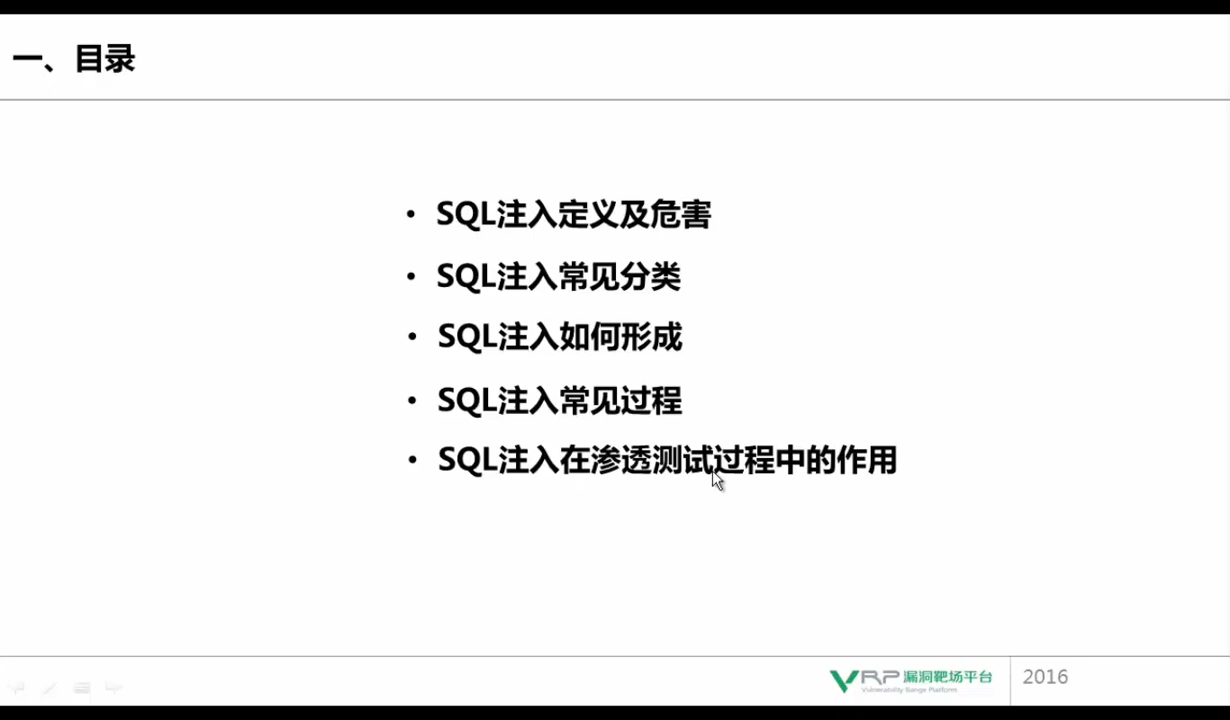 一、目录
• SQL注入定义及危害
• SQL注入常见分类
• SQL注入如何形成
• SQL注入常见过程
• SQL注入在渗透测试过程中的作用
VRP 漏洞靶场平台
Vulnerability Range Platform
2016